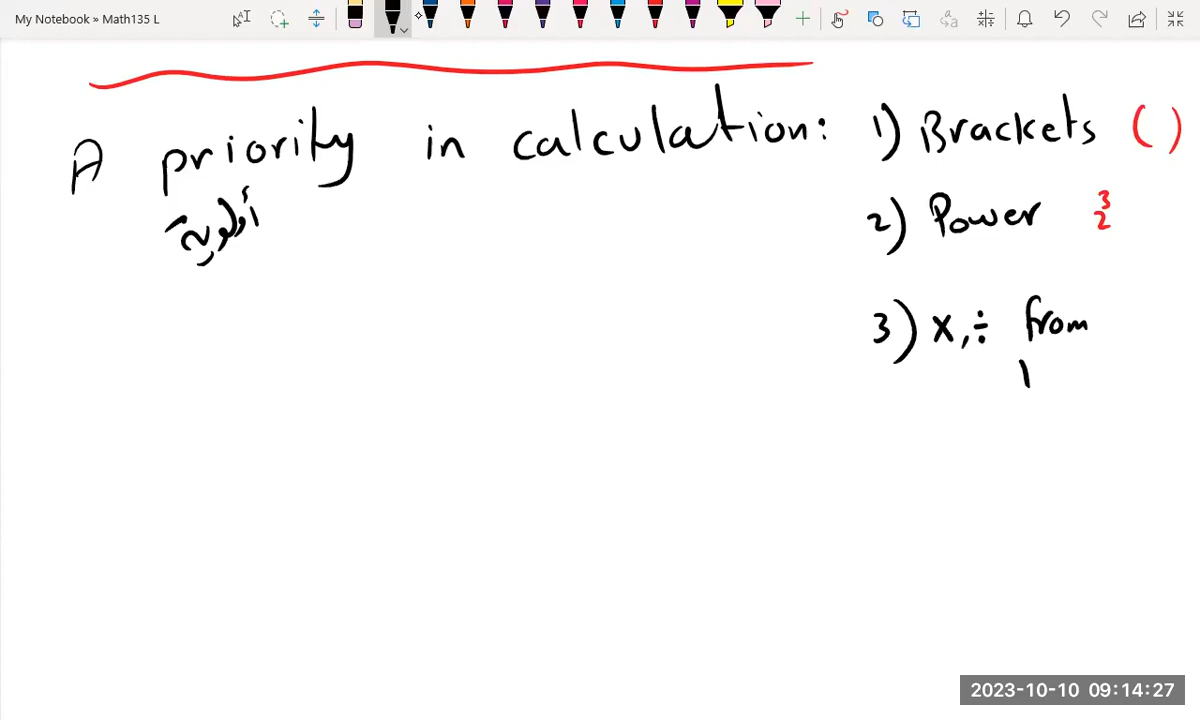 My Notebook » Math135 L
A priority in calculation: 1) Brackets ( )
أولوية
2) Power 2³
3) x, ÷ from
l
2023-10-10 09:14:27